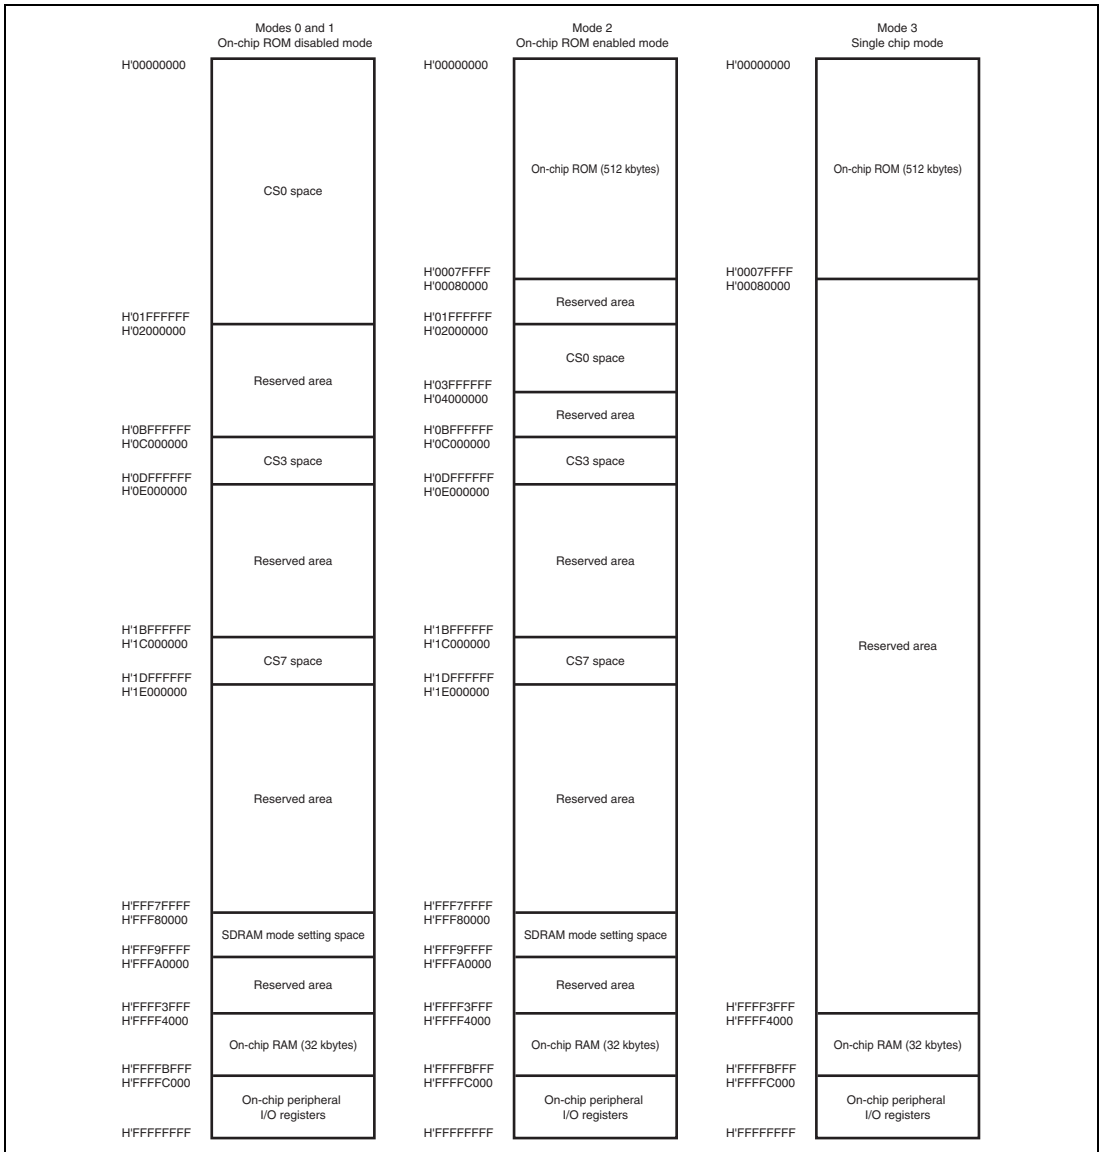 Modes 0 and 1
On-chip ROM disabled mode
H'00000000
CS0 space
H'01FFFFFF
H'02000000
Reserved area
H'0BFFFFFF
H'0C000000
CS3 space
H'0DFFFFFF
H'0E000000
Reserved area
H'1BFFFFFF
H'1C000000
CS7 space
H'1DFFFFFF
H'1E000000
Reserved area
H'FFF7FFFF
H'FFF80000
SDRAM mode setting space
H'FFF9FFFF
H'FFFA0000
Reserved area
H'FFFF3FFF
H'FFFF4000
On-chip RAM (32 kbytes)
H'FFFFBFFF
H'FFFFC000
On-chip peripheral
I/O registers
H'FFFFFFFF
Mode 2
On-chip ROM enabled mode
H'00000000
On-chip ROM (512 kbytes)
H'0007FFFF
H'00080000
Reserved area
H'01FFFFFF
H'02000000
CS0 space
H'03FFFFFF
H'04000000
Reserved area
H'0BFFFFFF
H'0C000000
CS3 space
H'0DFFFFFF
H'0E000000
Reserved area
H'1BFFFFFF
H'1C000000
CS7 space
H'1DFFFFFF
H'1E000000
Reserved area
H'FFF7FFFF
H'FFF80000
SDRAM mode setting space
H'FFF9FFFF
H'FFFA0000
Reserved area
H'FFFF3FFF
H'FFFF4000
On-chip RAM (32 kbytes)
H'FFFFBFFF
H'FFFFC000
On-chip peripheral
I/O registers
H'FFFFFFFF
Mode 3
Single chip mode
H'00000000
On-chip ROM (512 kbytes)
H'0007FFFF
H'00080000
Reserved area
H'FFFF3FFF
H'FFFF4000
On-chip RAM (32 kbytes)
H'FFFFBFFF
H'FFFFC000
On-chip peripheral
I/O registers
H'FFFFFFFF